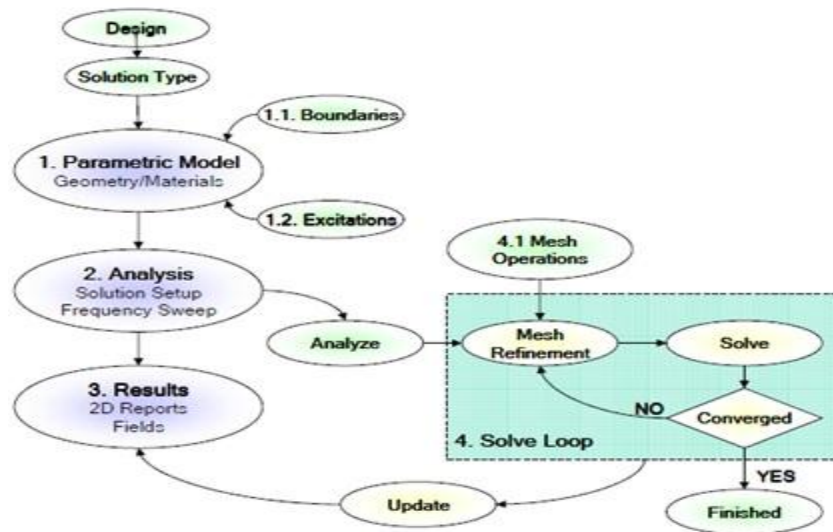 Design
Solution Type
1.1. Boundaries
1. Parametric Model
Geometry/Materials
1.2. Excitations
4.1 Mesh
Operations
2. Analysis
Solution Setup
Frequency Sweep
Analyze
Mesh
Refinement
Solve
3. Results
2D Reports
Fields
NO
Converged
4. Solve Loop
YES
Update
Finished